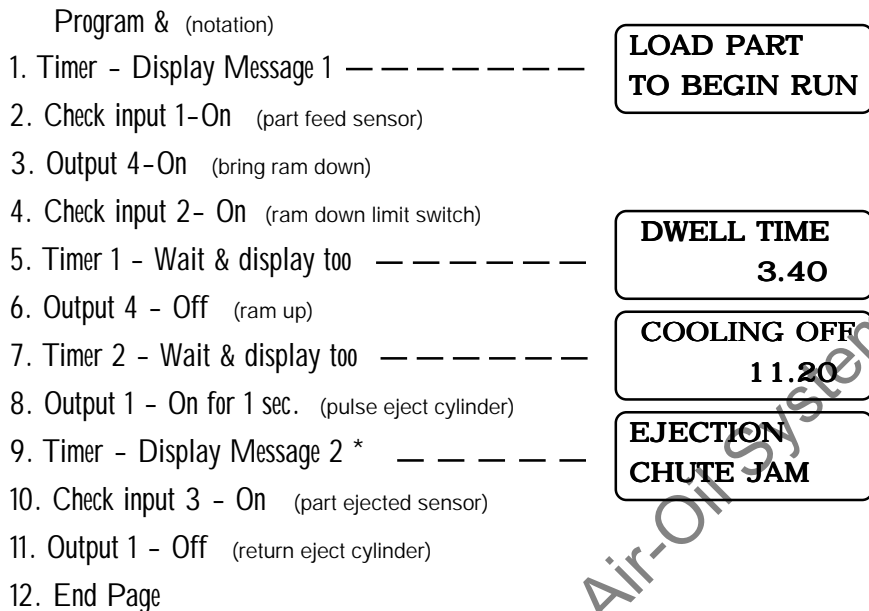 Program & (notation)
1. Timer - Display Message 1 — — — — — — — LOAD PART
TO BEGIN RUN
2. Check input 1-On (part feed sensor)
3. Output 4-On (bring ram down)
4. Check input 2- On (ram down limit switch)
DWELL TIME
5. Timer 1 - Wait & display too — — — — — — 3.40
6. Output 4 - Off (ram up)
COOLING OFF
7. Timer 2 - Wait & display too — — — — — — 11.20
8. Output 1 - On for 1 sec. (pulse eject cylinder)
EJECTION
9. Timer - Display Message 2 * — — — — — CHUTE JAM
10. Check input 3 - On (part ejected sensor)
11. Output 1 - Off (return eject cylinder)
12. End Page
Air-Oil System